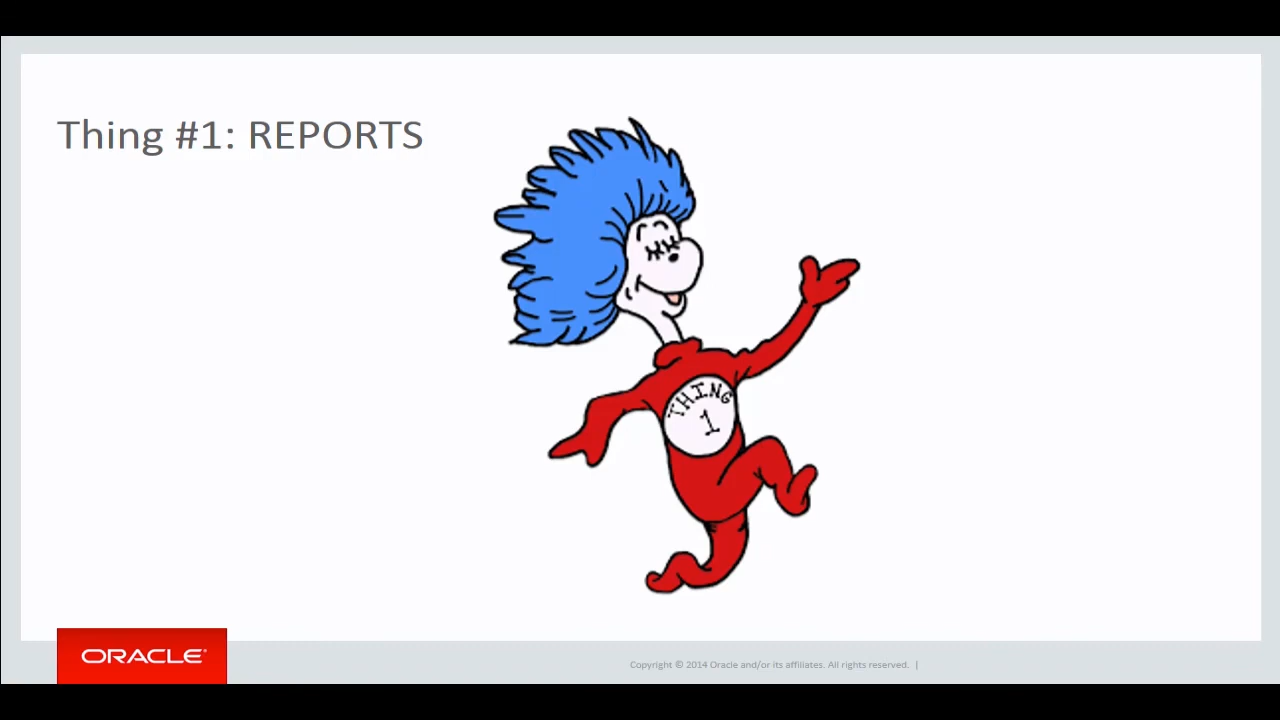 Thing #1: REPORTS
THING
1
ORACLE®
Copyright © 2014 Oracle and/or its affiliates. All rights reserved. |